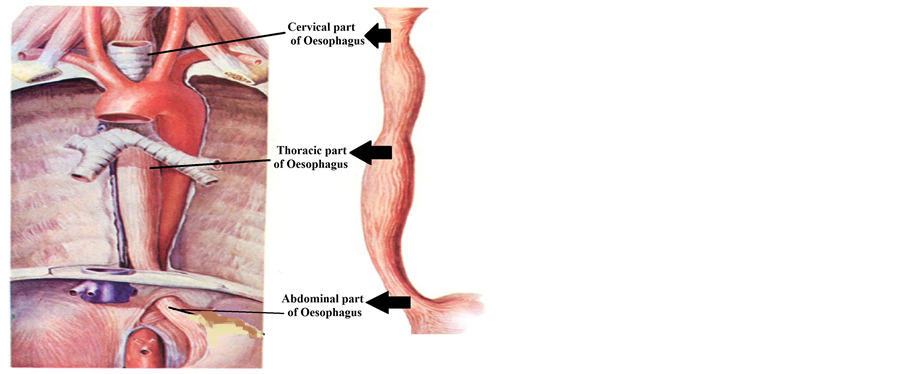 Cervical part
of Oesophagus
Thoracic part
of Oesophagus
Abdominal part
of Oesophagus